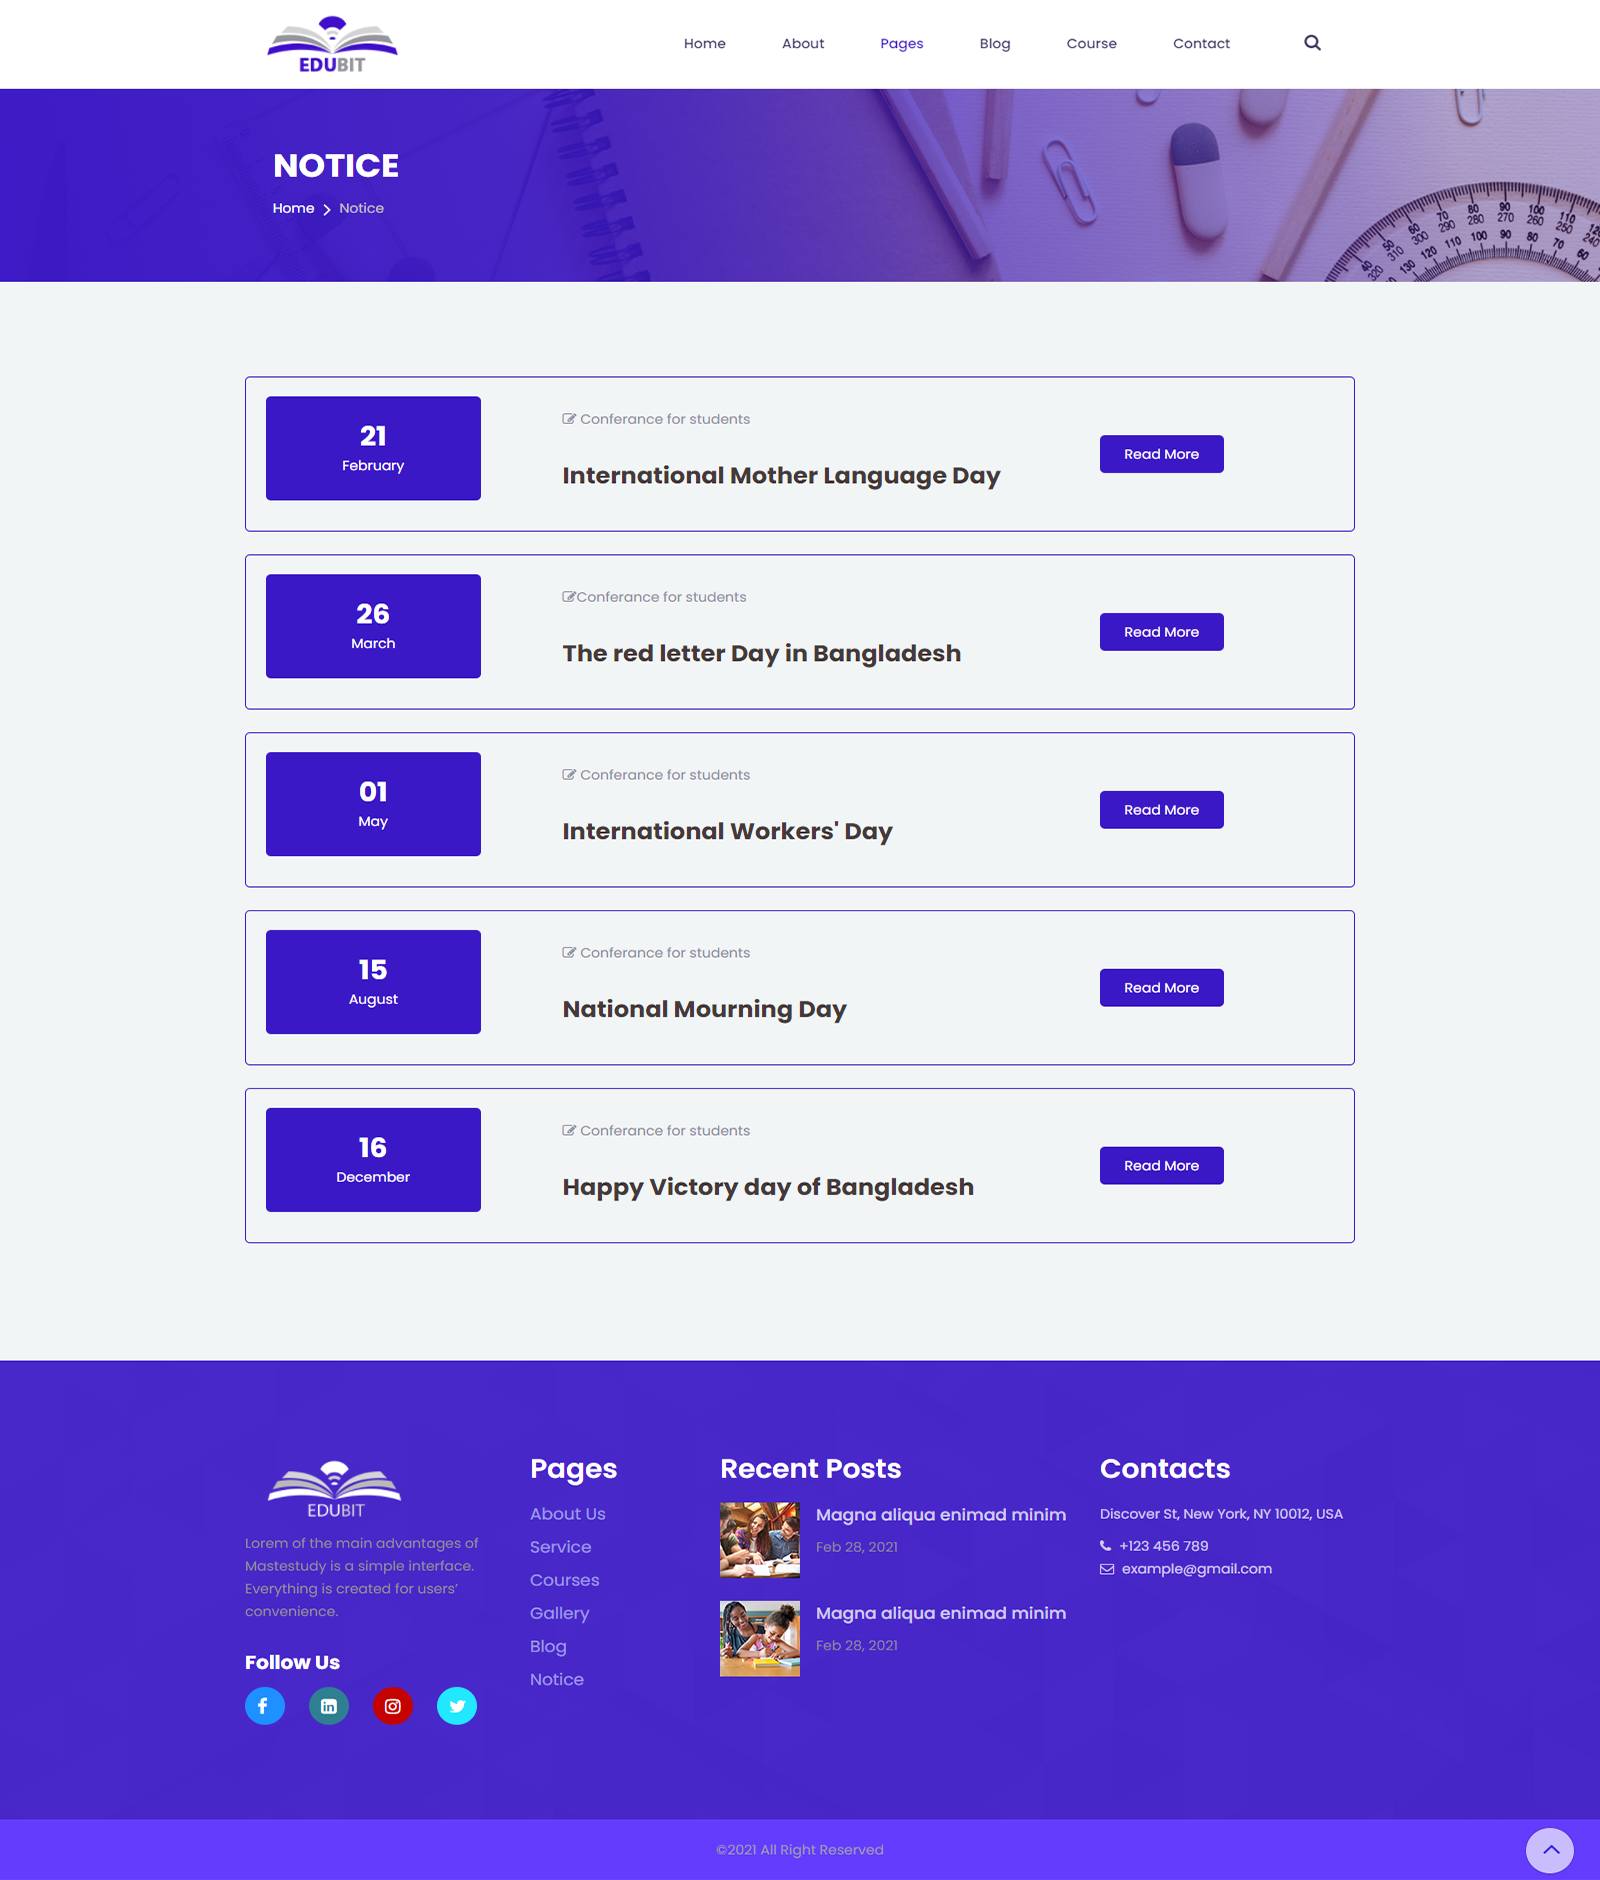 EDUBIT
Home About Pages Blog Course Contact
NOTICE
Home Notice
21
February
Conferance for students
International Mother Language Day
Read More
26
March
Conferance for students
The red letter Day in Bangladesh
Read More
01
May
Conferance for students
International Workers' Day
Read More
15
August
Conferance for students
National Mourning Day
Read More
16
December
Conferance for students
Happy Victory day of Bangladesh
Read More
EDUBIT
Lorem of the main advantages of
Mastestudy is a simple interface.
Everything is created for users’
convenience.
Follow Us
Pages
About Us
Service
Courses
Gallery
Blog
Notice
Recent Posts
Magna aliqua enimad minim
Feb 28, 2021
Magna aliqua enimad minim
Feb 28, 2021
Contacts
Discover St, New York, NY 10012, USA
+123 456 789
example@gmail.com
©2021 All Right Reserved